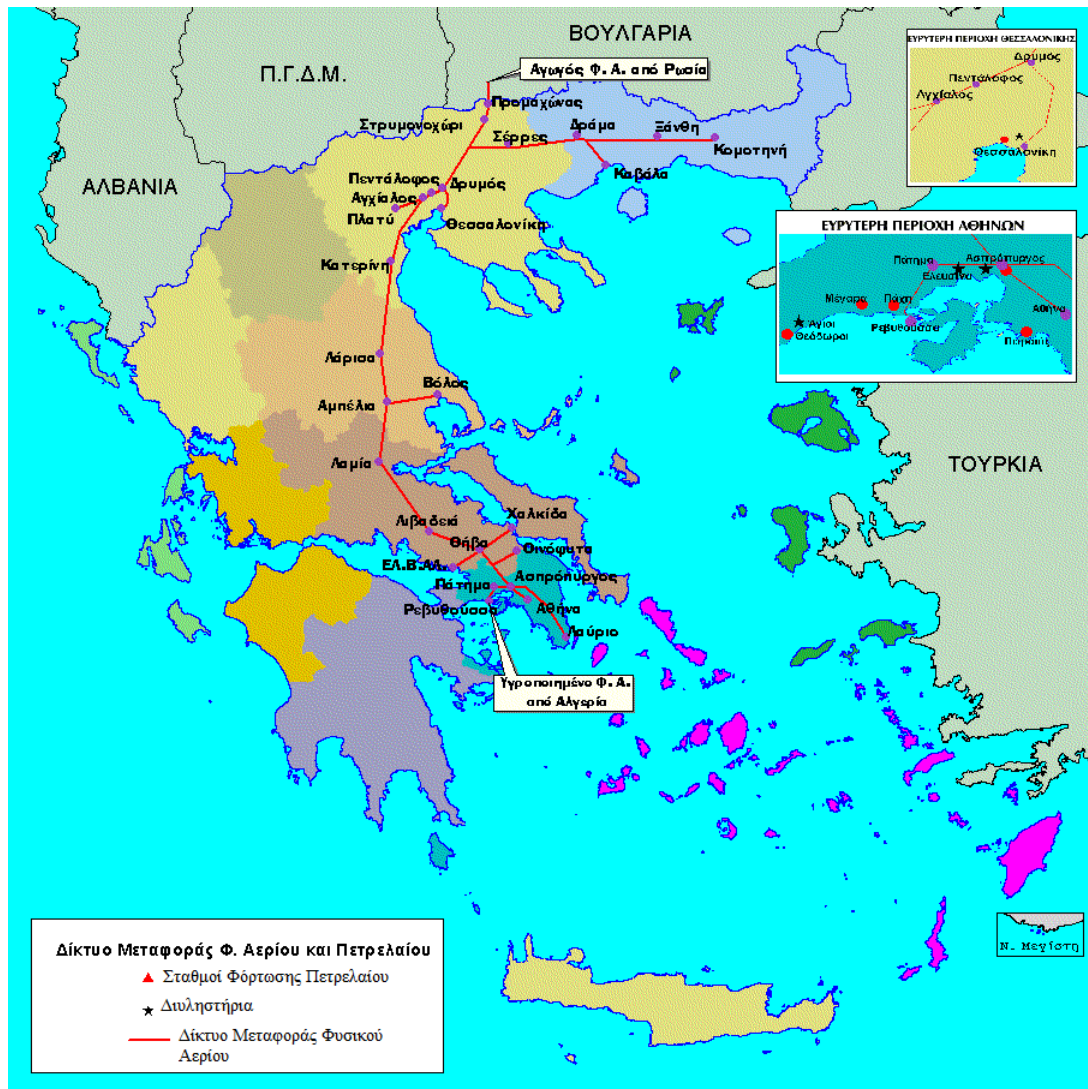 ΒΟΥΛΓΑΡΙΑ
Π.Γ.Δ.Μ.
ΑΛΒΑΝΙΑ
ΤΟΥΡΚΙΑ
Αγωγός Φ. Α. από Ρωσία
Προμαχώνας
Στρυμονοχώρι
Σέρρες
Δράμα
Ξάνθη
Κομοτηνή
Καβάλα
Πεντάλοφος
Δρυμός
Αγχίαλος
Πλατύ
Θεσσαλονίκη
Κατερίνη
Λάρισα
Βόλος
Αμπέλια
Λαμία
Λιβαδειά
Χαλκίδα
Θήβα
Οινόφυτα
ΕΛ.Β.ΑΛ.
Πάτημα
Ασπρόπυργος
Ρεβυθούσσα
Αθήνα
Λαύριο
Υγροποιημένο Φ. Α.
από Αλγερία
ΕΥΡΥΤΕΡΗ ΠΕΡΙΟΧΗ ΘΕΣΣΑΛΟΝΙΚΗΣ
Δρυμός
Πεντάλοφος
Αγχίαλος
Θεσσαλονίκη
ΕΥΡΥΤΕΡΗ ΠΕΡΙΟΧΗ ΑΘΗΝΩΝ
Πάτημα
Ασπρόπυργος
Ελευσίνα
Μέγαρα
Πάχη
Αθήνα
Άγιοι
Θεόδωροι
Ρεβυθούσσα
Πειραιάς
Ν. Μεγίστη
Δίκτυο Μεταφοράς Φ. Αερίου και Πετρελαίου
Σταθμοί Φόρτωσης Πετρελαίου
Διυληστήρια
Δίκτυο Μεταφοράς Φυσικού
Αερίου